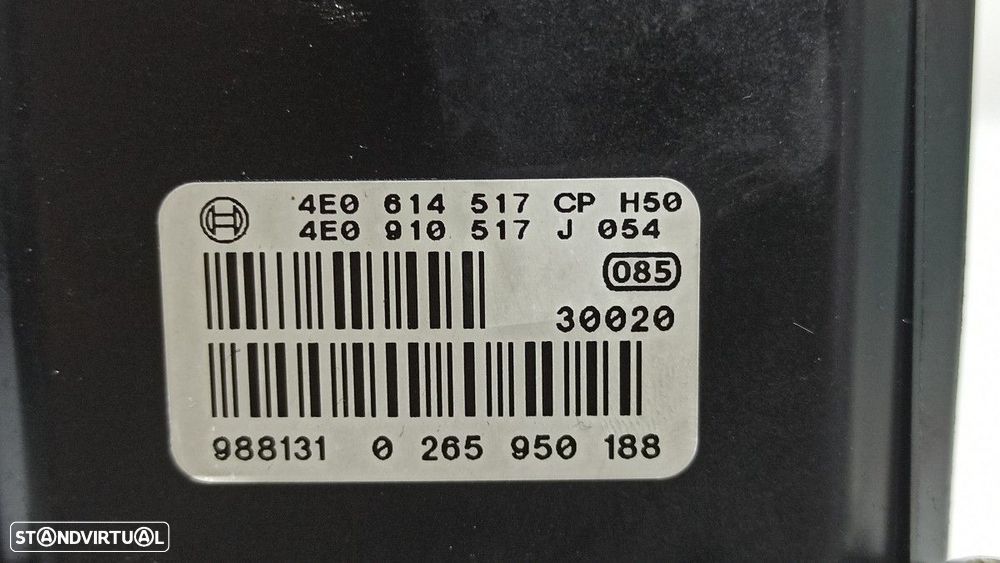 4E0 614 517 CP H50
4E0 910 517 J 054
085
30020
988131 0 265 950 188
STANDVIRTUAL